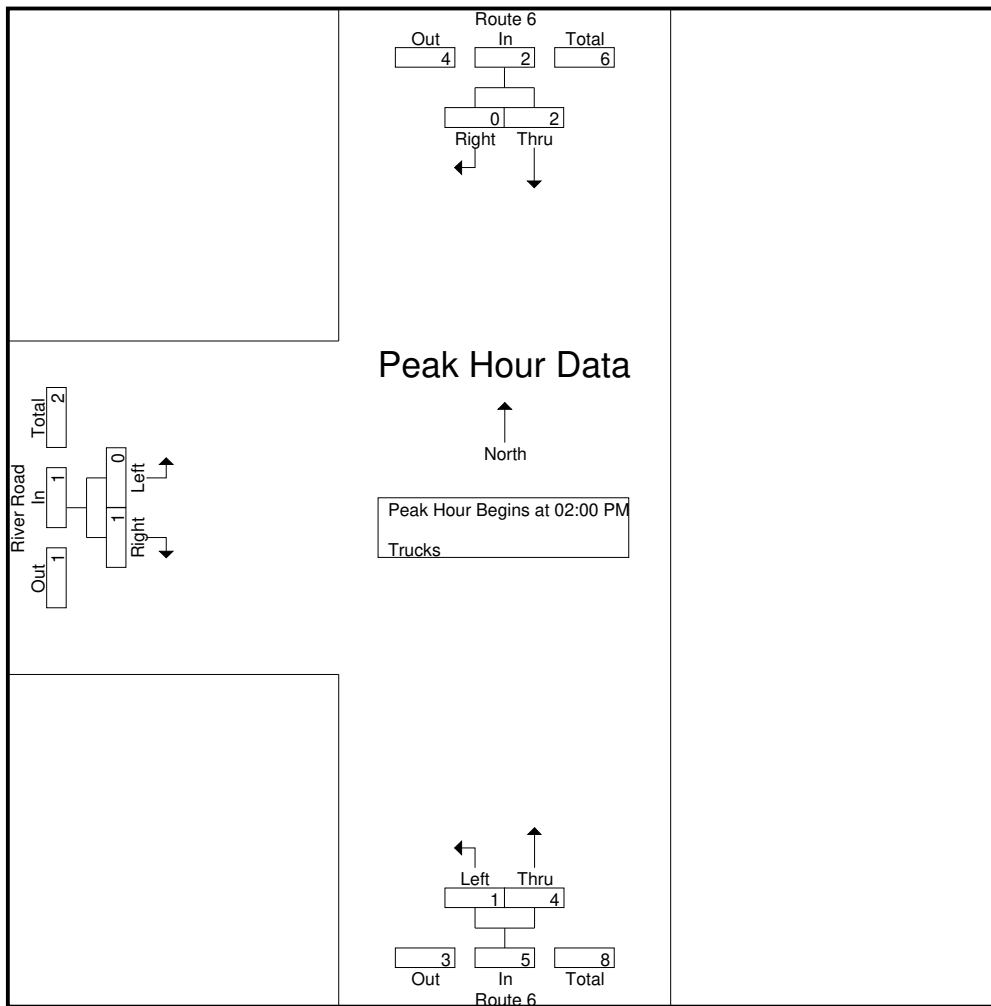 Route 6
Out In Total
4 2 6
0 2
Right Thru
Peak Hour Data
North
Peak Hour Begins at 02:00 PM
Trucks
River Road
Total In Out
2 1 1
0 1
Left Right
Left Thru
1 4
3 5 8
Out In Total
Route 6